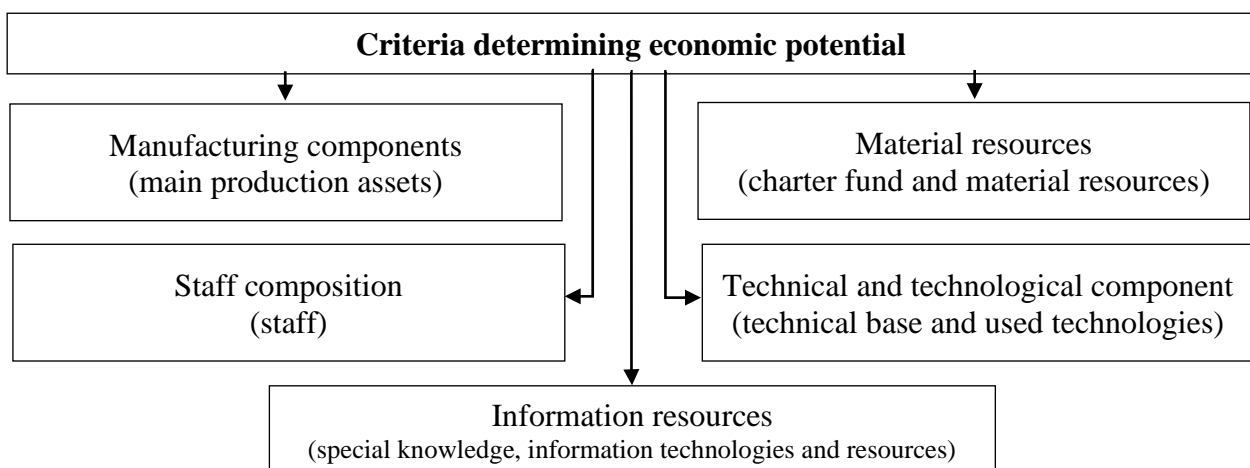 Criteria determining economic potential
Manufacturing components
(main production assets)
Material resources
(charter fund and material resources)
Staff composition
(staff)
Technical and technological component
(technical base and used technologies)
Information resources
(special knowledge, information technologies and resources)